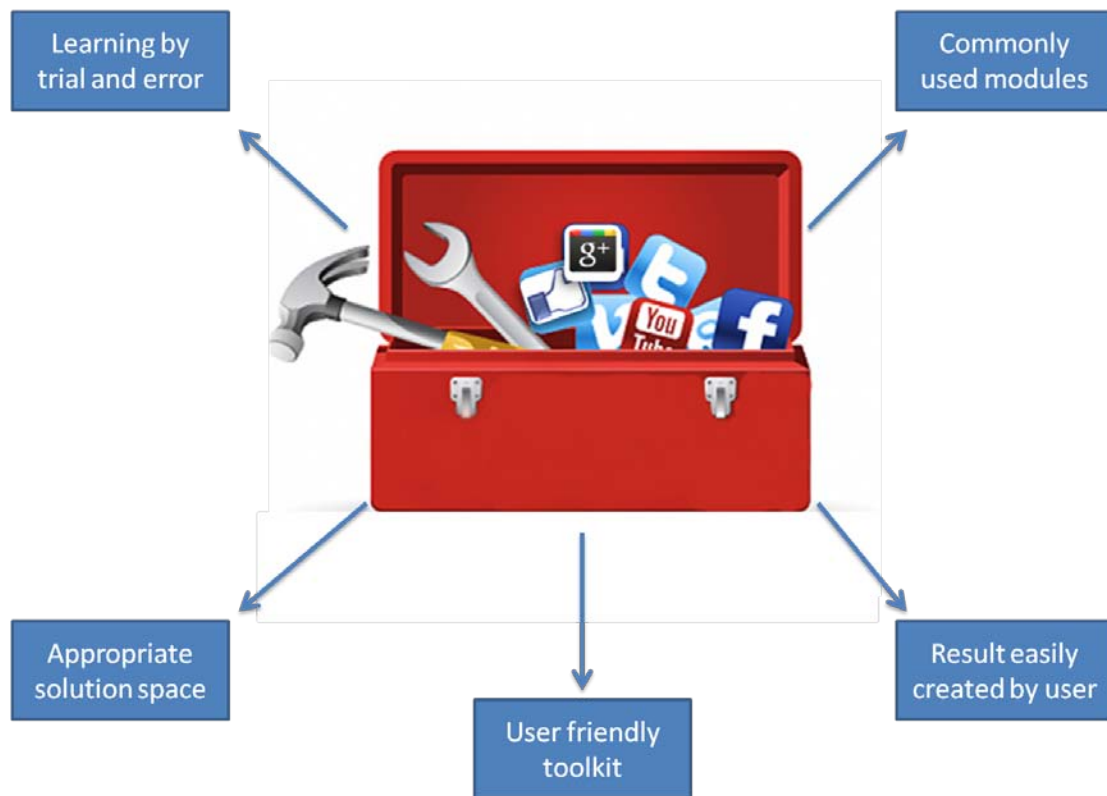 Learning by
trial and error
Commonly
used modules
g+
You
Tube
f
Appropriate
solution space
Result easily
created by user
User friendly
toolkit